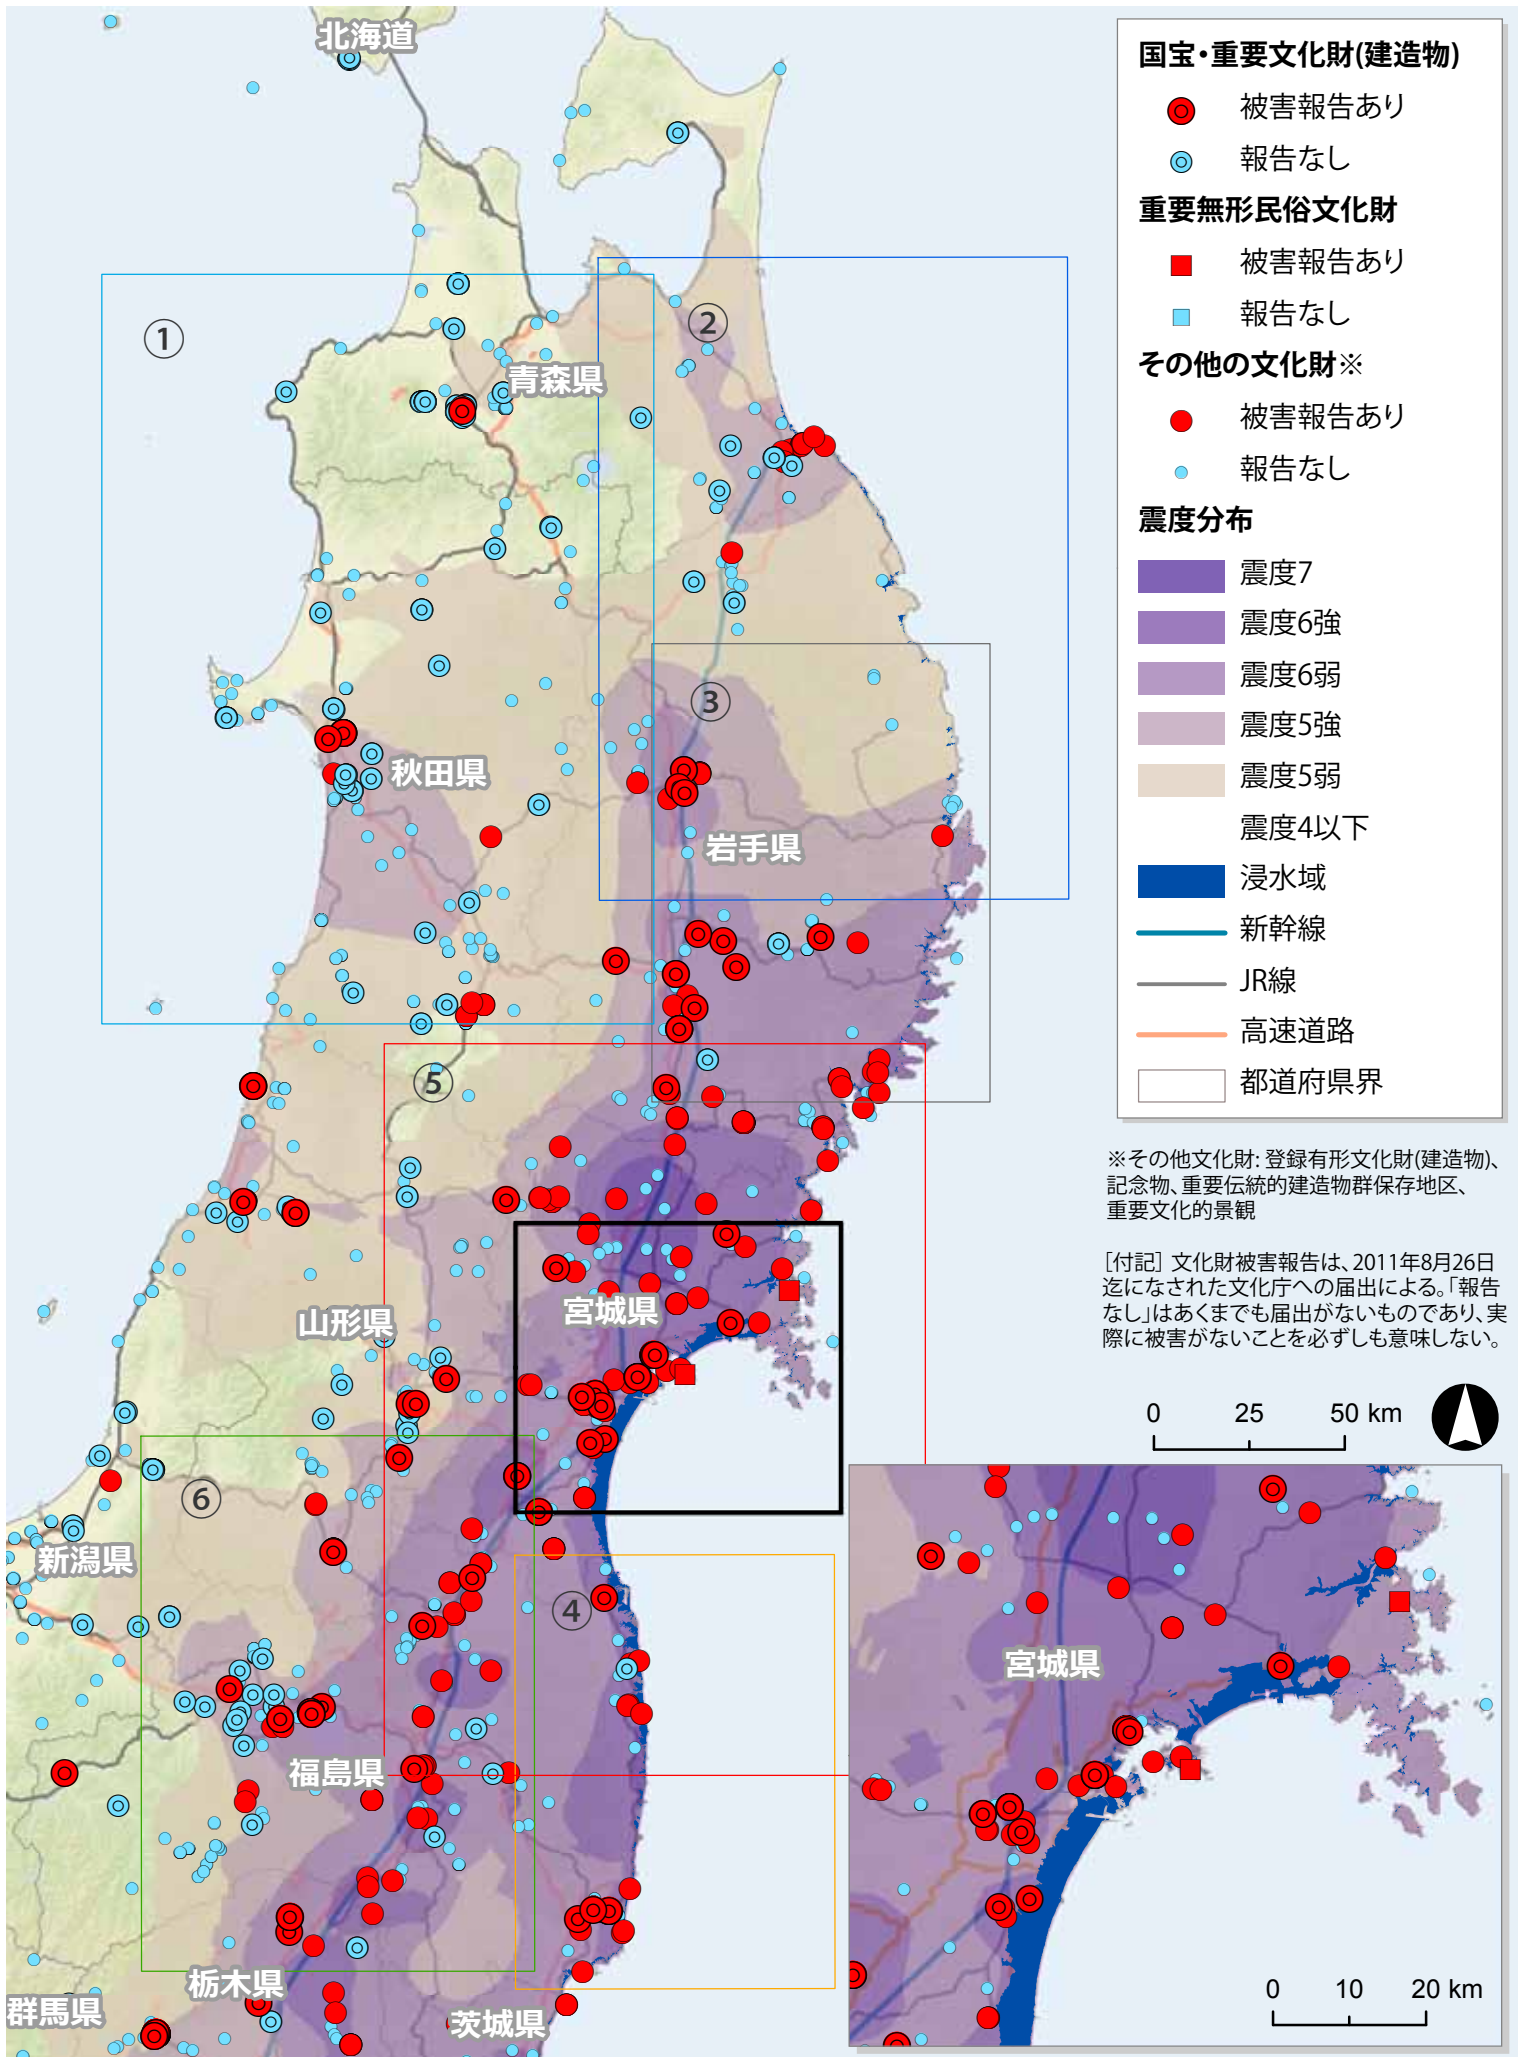 北海道
①
②
青森県
③
秋田県
岩手県
⑤
宮城県
山形県
⑥
新潟県
④
福島県
栃木県
群馬県
茨城県
国宝・重要文化財(建造物)
被害報告あり
報告なし
重要無形民俗文化財
被害報告あり
報告なし
その他の文化財※
被害報告あり
報告なし
震度分布
震度7
震度6強
震度6弱
震度5強
震度5弱
震度4以下
浸水域
新幹線
JR線
高速道路
都道府県界
※その他文化財: 登録有形文化財(建造物)、
記念物、重要伝統的建造物群保存地区、
重要文化的景観
［付記］文化財被害報告は、2011年8月26日
迄になされた文化庁への届出による。「報告
なし」はあくまでも届出がないものであり、実
際に被害がないことを必ずしも意味しない。
0 25 50 km
宮城県
0 10 20 km